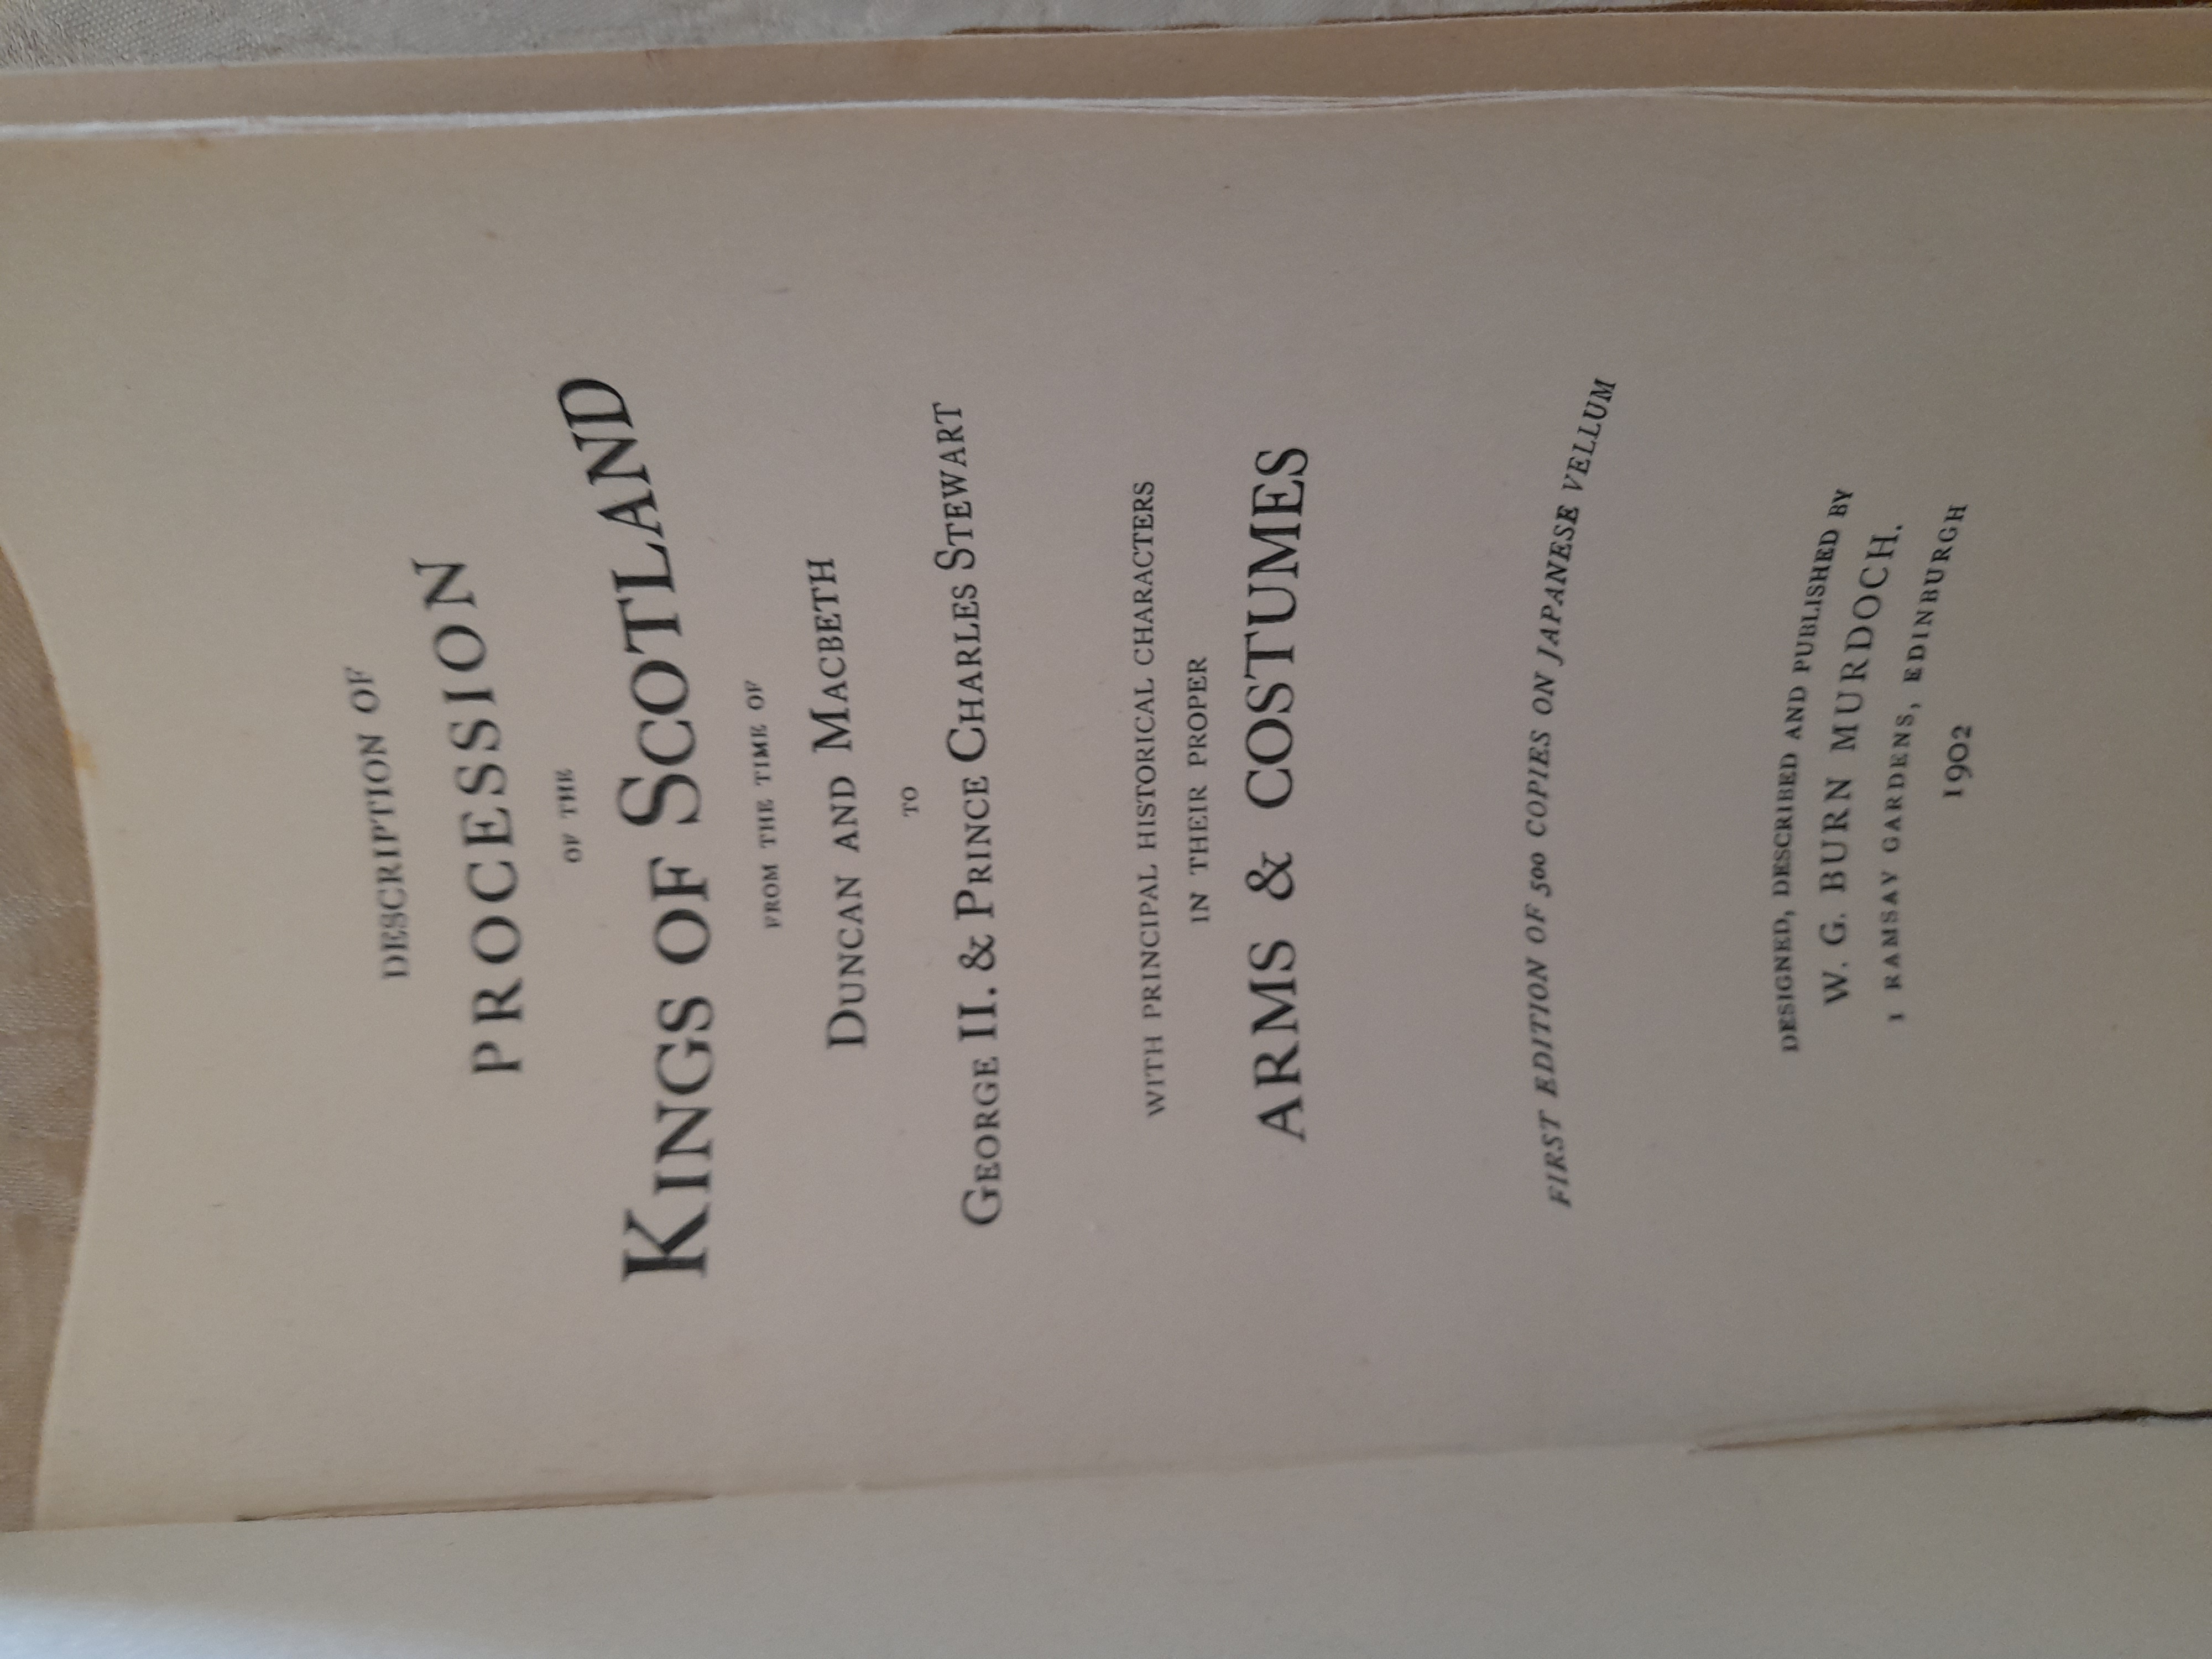 DESCRIPTION OF
PROCESSION
OF THE
KINGS OF SCOTLAND
FROM THE TIME OF
DUNCAN AND MACBETH
TO
GEORGE II. & PRINCE CHARLES STEWART
WITH PRINCIPAL HISTORICAL CHARACTERS
IN THEIR PROPER
ARMS & COSTUMES
FIRST EDITION OF 500 COPIES ON JAPANESE VELLUM
DESIGNED, DESCRIBED AND PUBLISHED BY
W. G. BURN MURDOCH.
1 RAMSAY GARDENS, EDINBURGH
1902